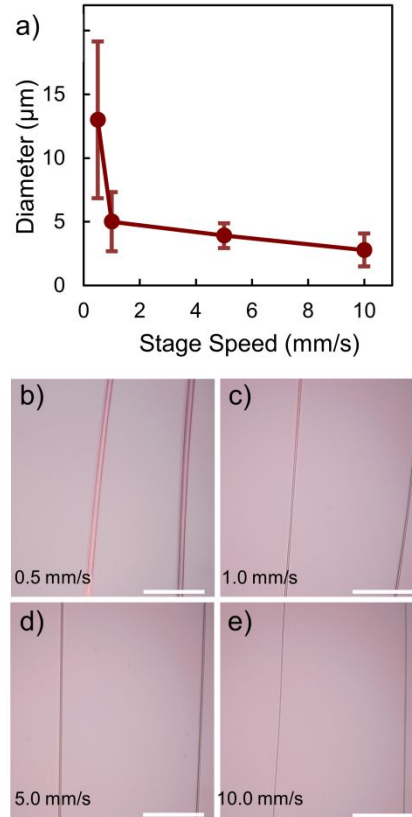 a)
Diameter (μm)
15
10
5
0
0 2 4 6 8 10
Stage Speed (mm/s)
b) c)
0.5 mm/s 1.0 mm/s
d) e)
5.0 mm/s 10.0 mm/s